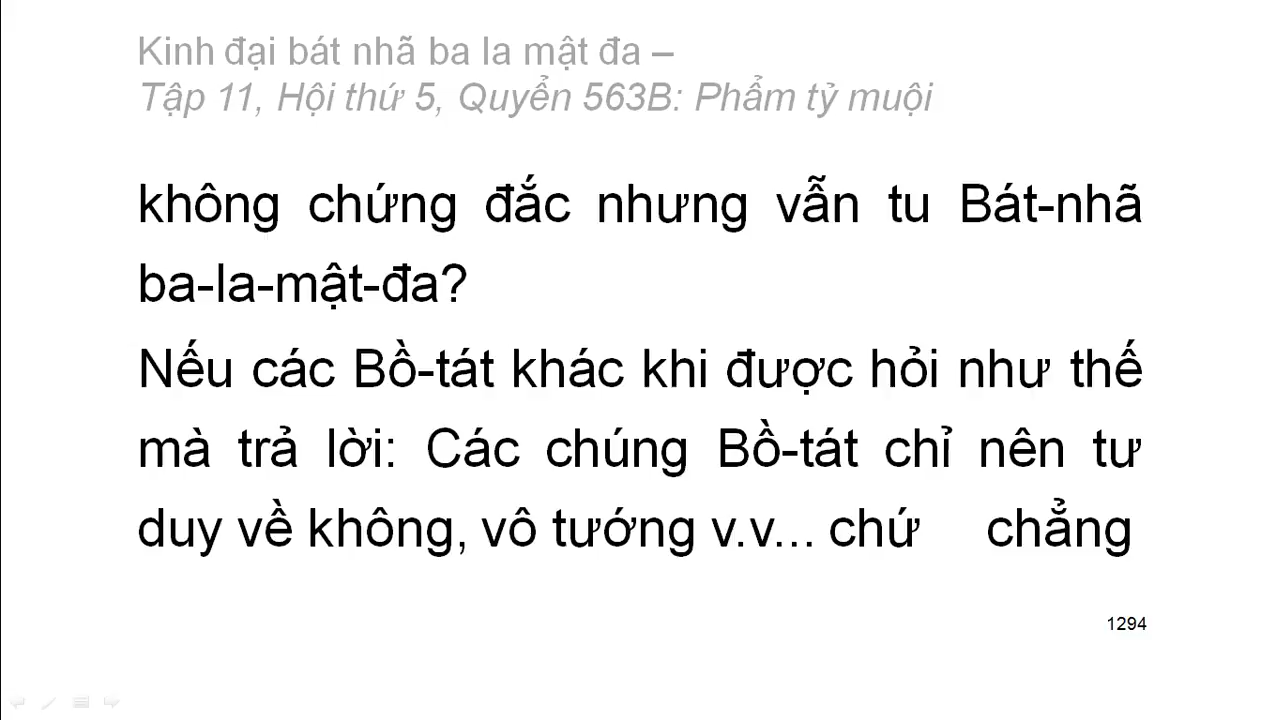 Kinh đại bát nhã ba la mật đa –
Tập 11, Hội thứ 5, Quyển 563B: Phẩm tỷ muội
không chứng đắc nhưng vẫn tu Bát-nhã
ba-la-mật-đa?
Nếu các Bồ-tát khác khi được hỏi như thế
mà trả lời: Các chúng Bồ-tát chỉ nên tư
duy về không, vô tướng v.v... chứ chẳng
1294